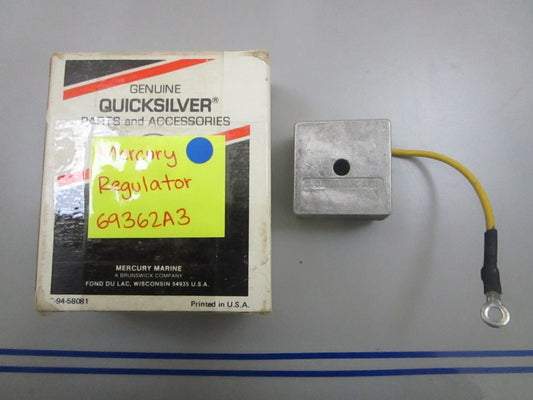 GENUINE
QUICKSILVER®
PARTS and ACCESSORIES
Mercury
Regulator
69362A3
MERCURY MARINE
A BRUNSWICK COMPANY
FOND DU LAC, WISCONSIN 54935 U.S.A.
-94-58081
Printed in U.S.A.